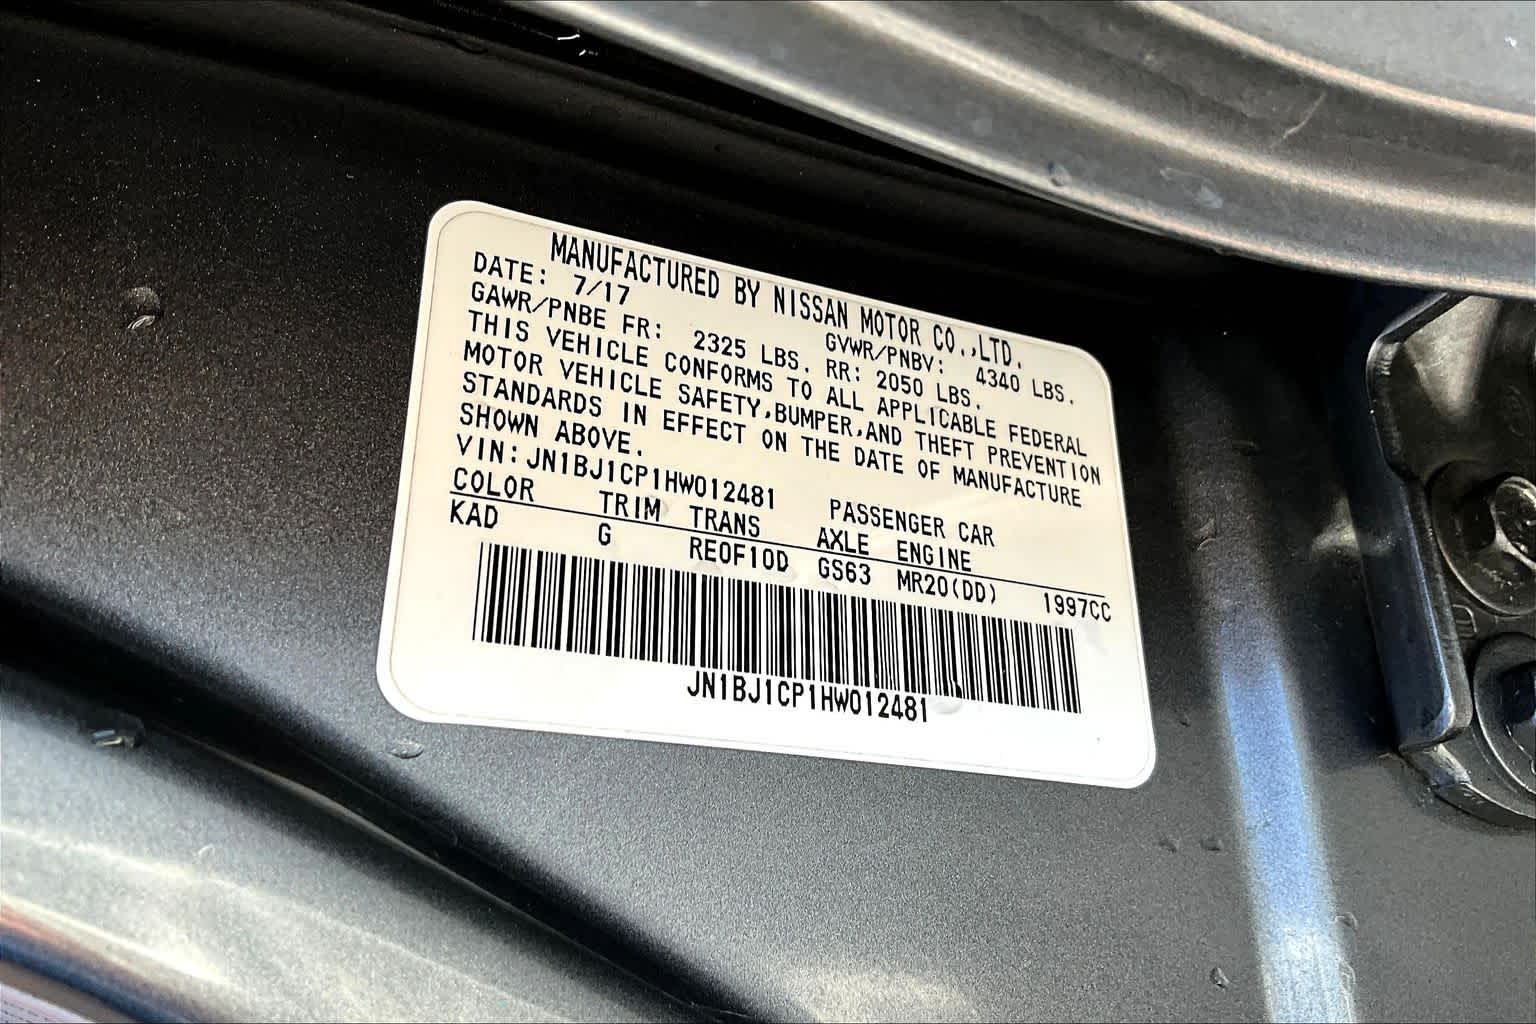 MANUFACTURED BY NISSAN MOTOR CO.,LTD.
DATE: 7/17 GVWR/PNBV: 4340 LBS.
GAWR/PNBE FR: 2325 LBS. RR: 2050 LBS.
THIS VEHICLE CONFORMS TO ALL APPLICABLE FEDERAL
MOTOR VEHICLE SAFETY,BUMPER,AND THEFT PREVENTION
STANDARDS IN EFFECT ON THE DATE OF MANUFACTURE
SHOWN ABOVE.
VIN: JN1BJ1CP1HW012481 PASSENGER CAR
COLOR TRIM TRANS AXLE ENGINE
KAD G RE0F10D GS63 MR20(DD) 1997CC
JN1BJ1CP1HW012481